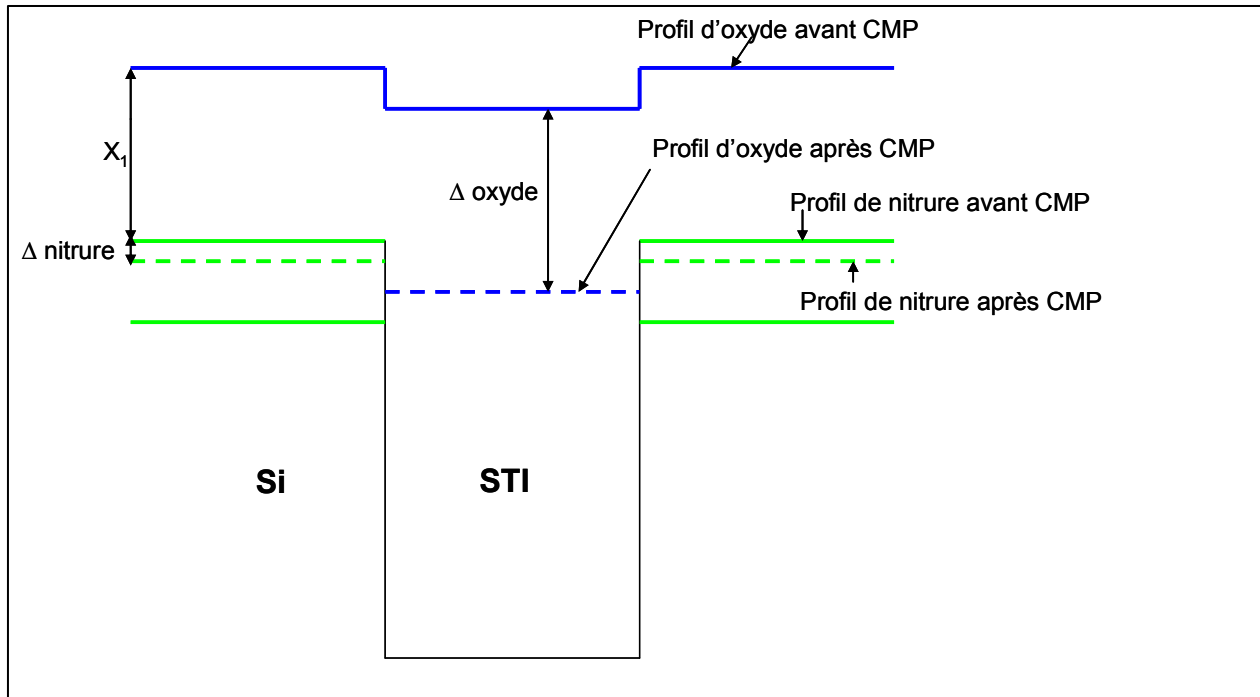 Profil d'oxyde avant CMP
X₁
Profil d'oxyde après CMP
Δ oxyde
Profil de nitrure avant CMP
Δ nitrure
Profil de nitrure après CMP
Si
STI